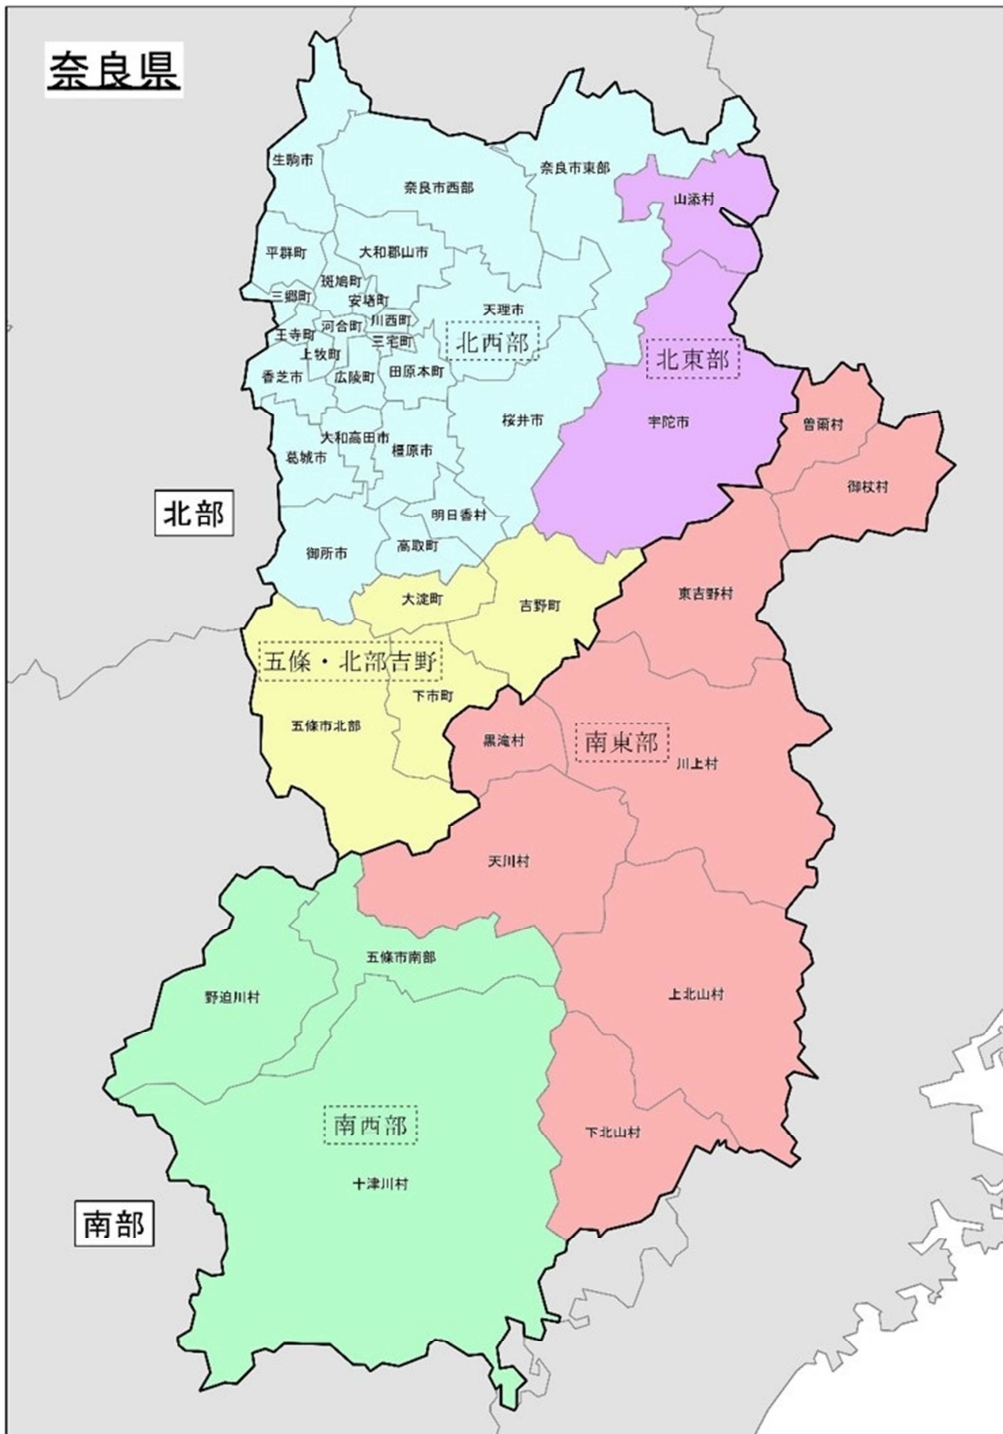 奈良県
生駒市
奈良市西部
奈良市東部
山添村
平群町
大和郡山市
斑鳩町
三郷町
安堵町
天理市
川西町
河合町
王寺町
三宅町
北西部
上牧町
北東部
香芝市
広陵町
田原本町
桜井市
宇陀市
曽爾村
大和高田市
葛城市
橿原市
御杖村
北部
明日香村
高取町
御所市
東吉野村
大淀町
吉野町
五條・北部吉野
下市町
五條市北部
黒滝村
南東部
川上村
天川村
五條市南部
野迫川村
上北山村
南西部
下北山村
十津川村
南部